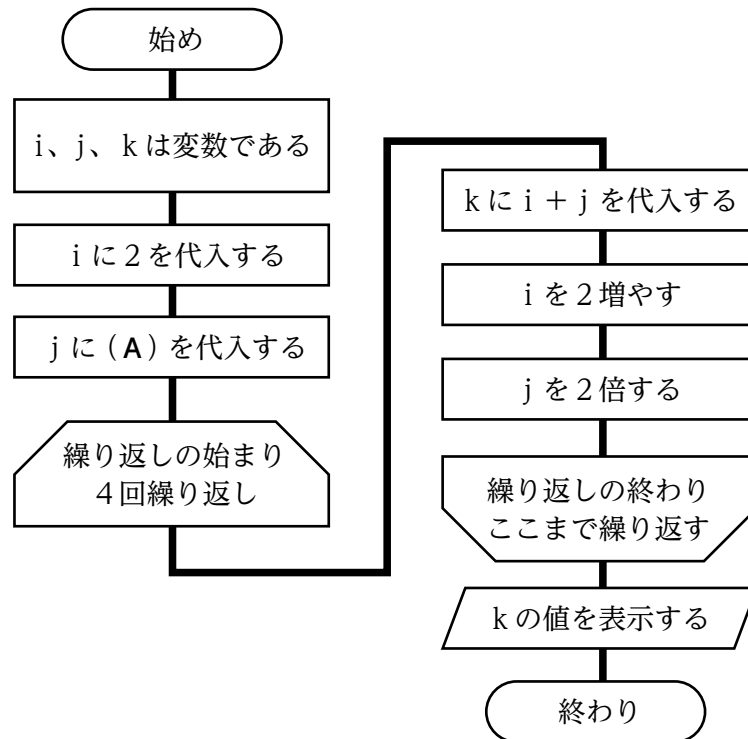 始め
i、j、kは変数である
iに２を代入する
jに（A）を代入する
繰り返しの始まり
４回繰り返し
kにi＋jを代入する
iを２増やす
jを２倍する
繰り返しの終わり
ここまで繰り返す
kの値を表示する
終わり